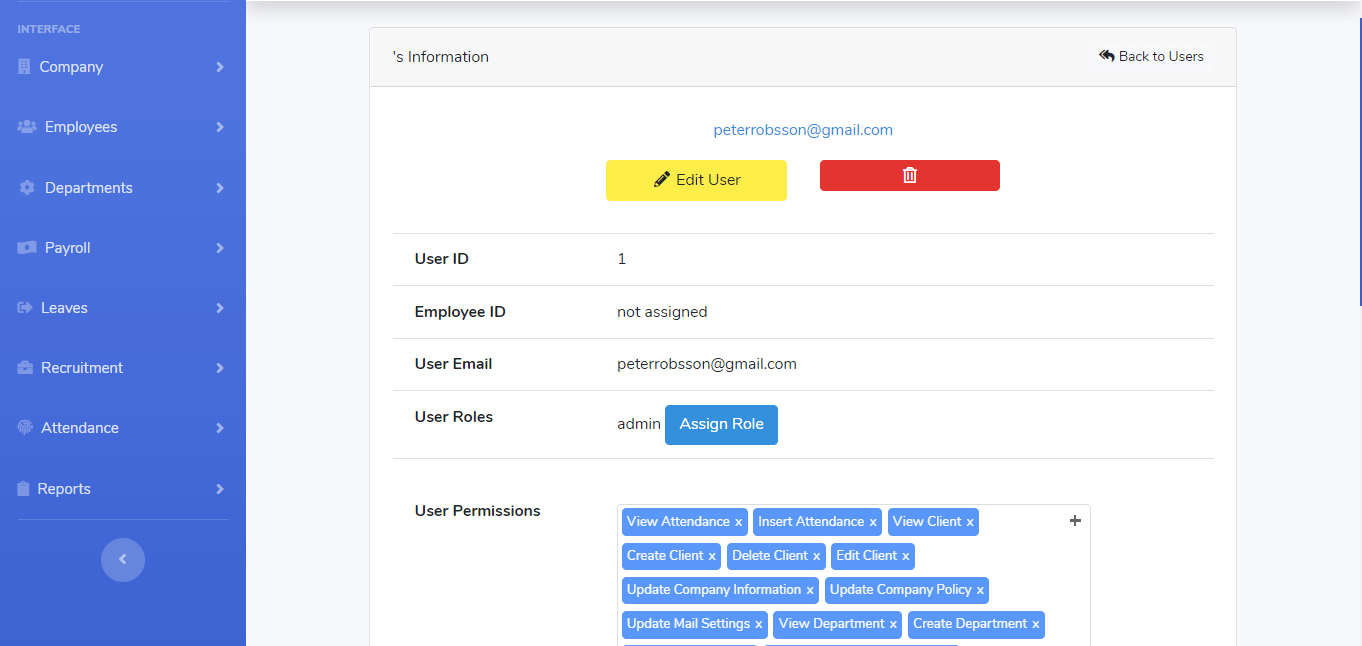 INTERFACE
Company
Employees
Departments
Payroll
Leaves
Recruitment
Attendance
Reports
's Information
Back to Users
peterrobsson@gmail.com
Edit User
User ID 1
Employee ID not assigned
User Email peterrobsson@gmail.com
User Roles admin Assign Role
User Permissions
View Attendance x Insert Attendance x View Client x +
Create Client x Delete Client x Edit Client x
Update Company Information x Update Company Policy x
Update Mail Settings x View Department x Create Department x